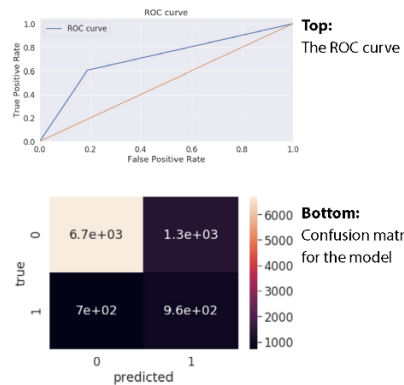 ROC curve
ROC curve
1.0
0.8
0.6
0.4
0.2
0.0
True Positive Rate
0.0 0.2 0.4 0.6 0.8 1.0
False Positive Rate
Top:
The ROC curve
6.7e+03 1.3e+03
7e+02 9.6e+02
0
1
true
0 1
predicted
6000
5000
4000
3000
2000
1000
Bottom:
Confusion matr
for the model